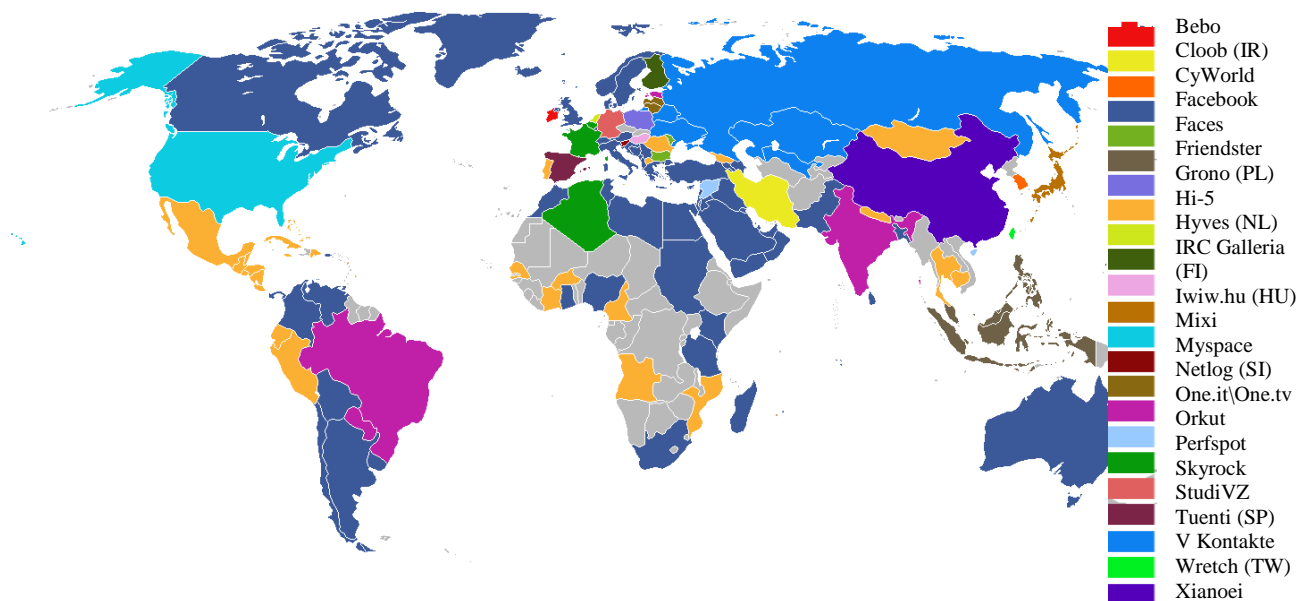 Bebo
Cloob (IR)
CyWorld
Facebook
Faces
Friendster
Grono (PL)
Hi-5
Hyves (NL)
IRC Galleria
(FI)
Iwiw.hu (HU)
Mixi
Myspace
Netlog (SI)
One.it\One.tv
Orkut
Perfspot
Skyrock
StudiVZ
Tuenti (SP)
V Kontakte
Wretch (TW)
Xianoei